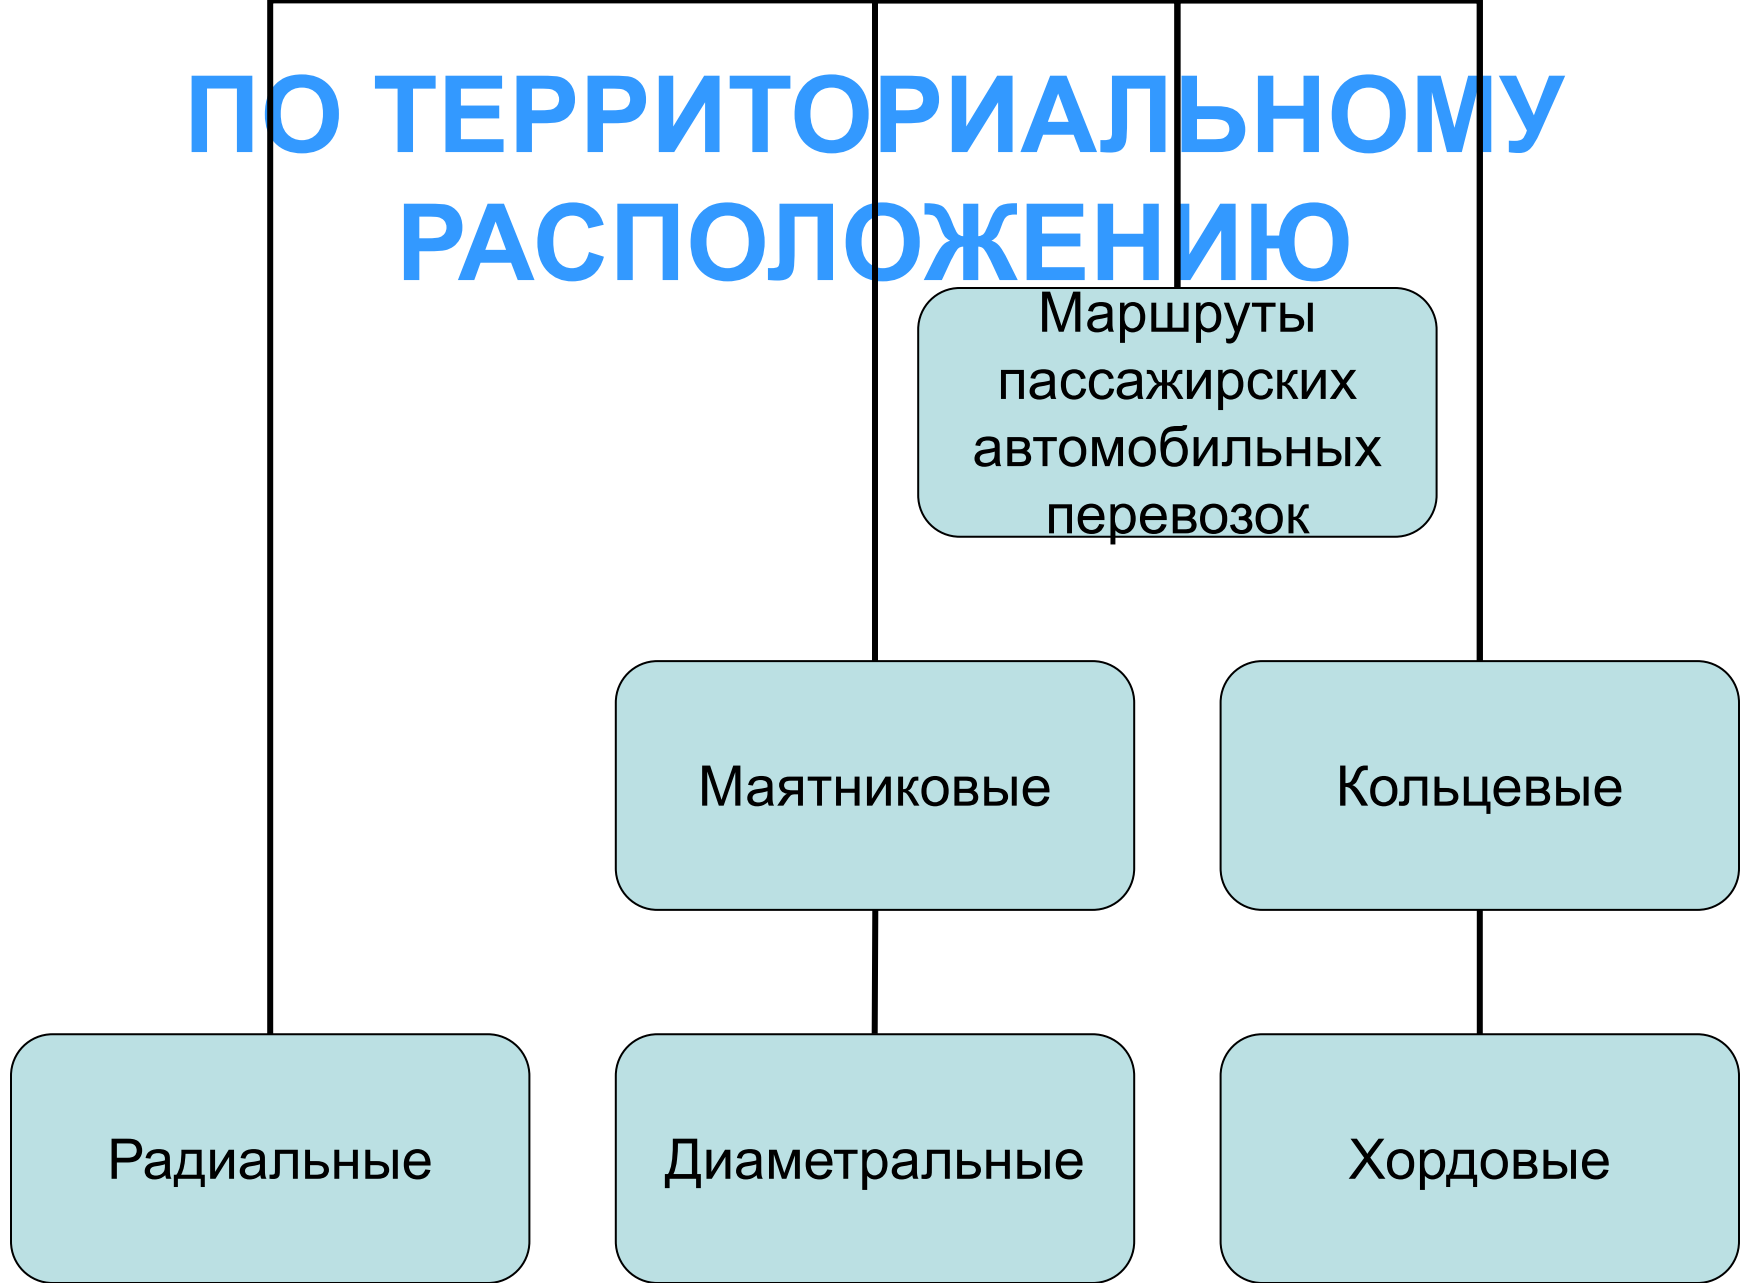 ПО ТЕРРИТОРИАЛЬНОМУ
РАСПОЛОЖЕНИЮ
Маршруты
пассажирских
автомобильных
перевозок
Маятниковые
Кольцевые
Радиальные
Диаметральные
Хордовые